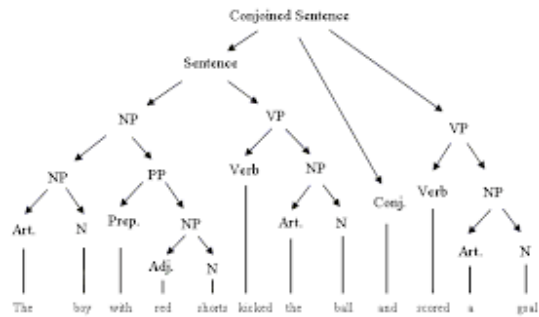 Conjoined Sentence
Sentence
NP VP VP
NP PP Verb NP Conj. Verb NP
Art. N Prep. NP Art. N Art. N
Adj. N
The boy with red shorts kicked the ball and scored a goal